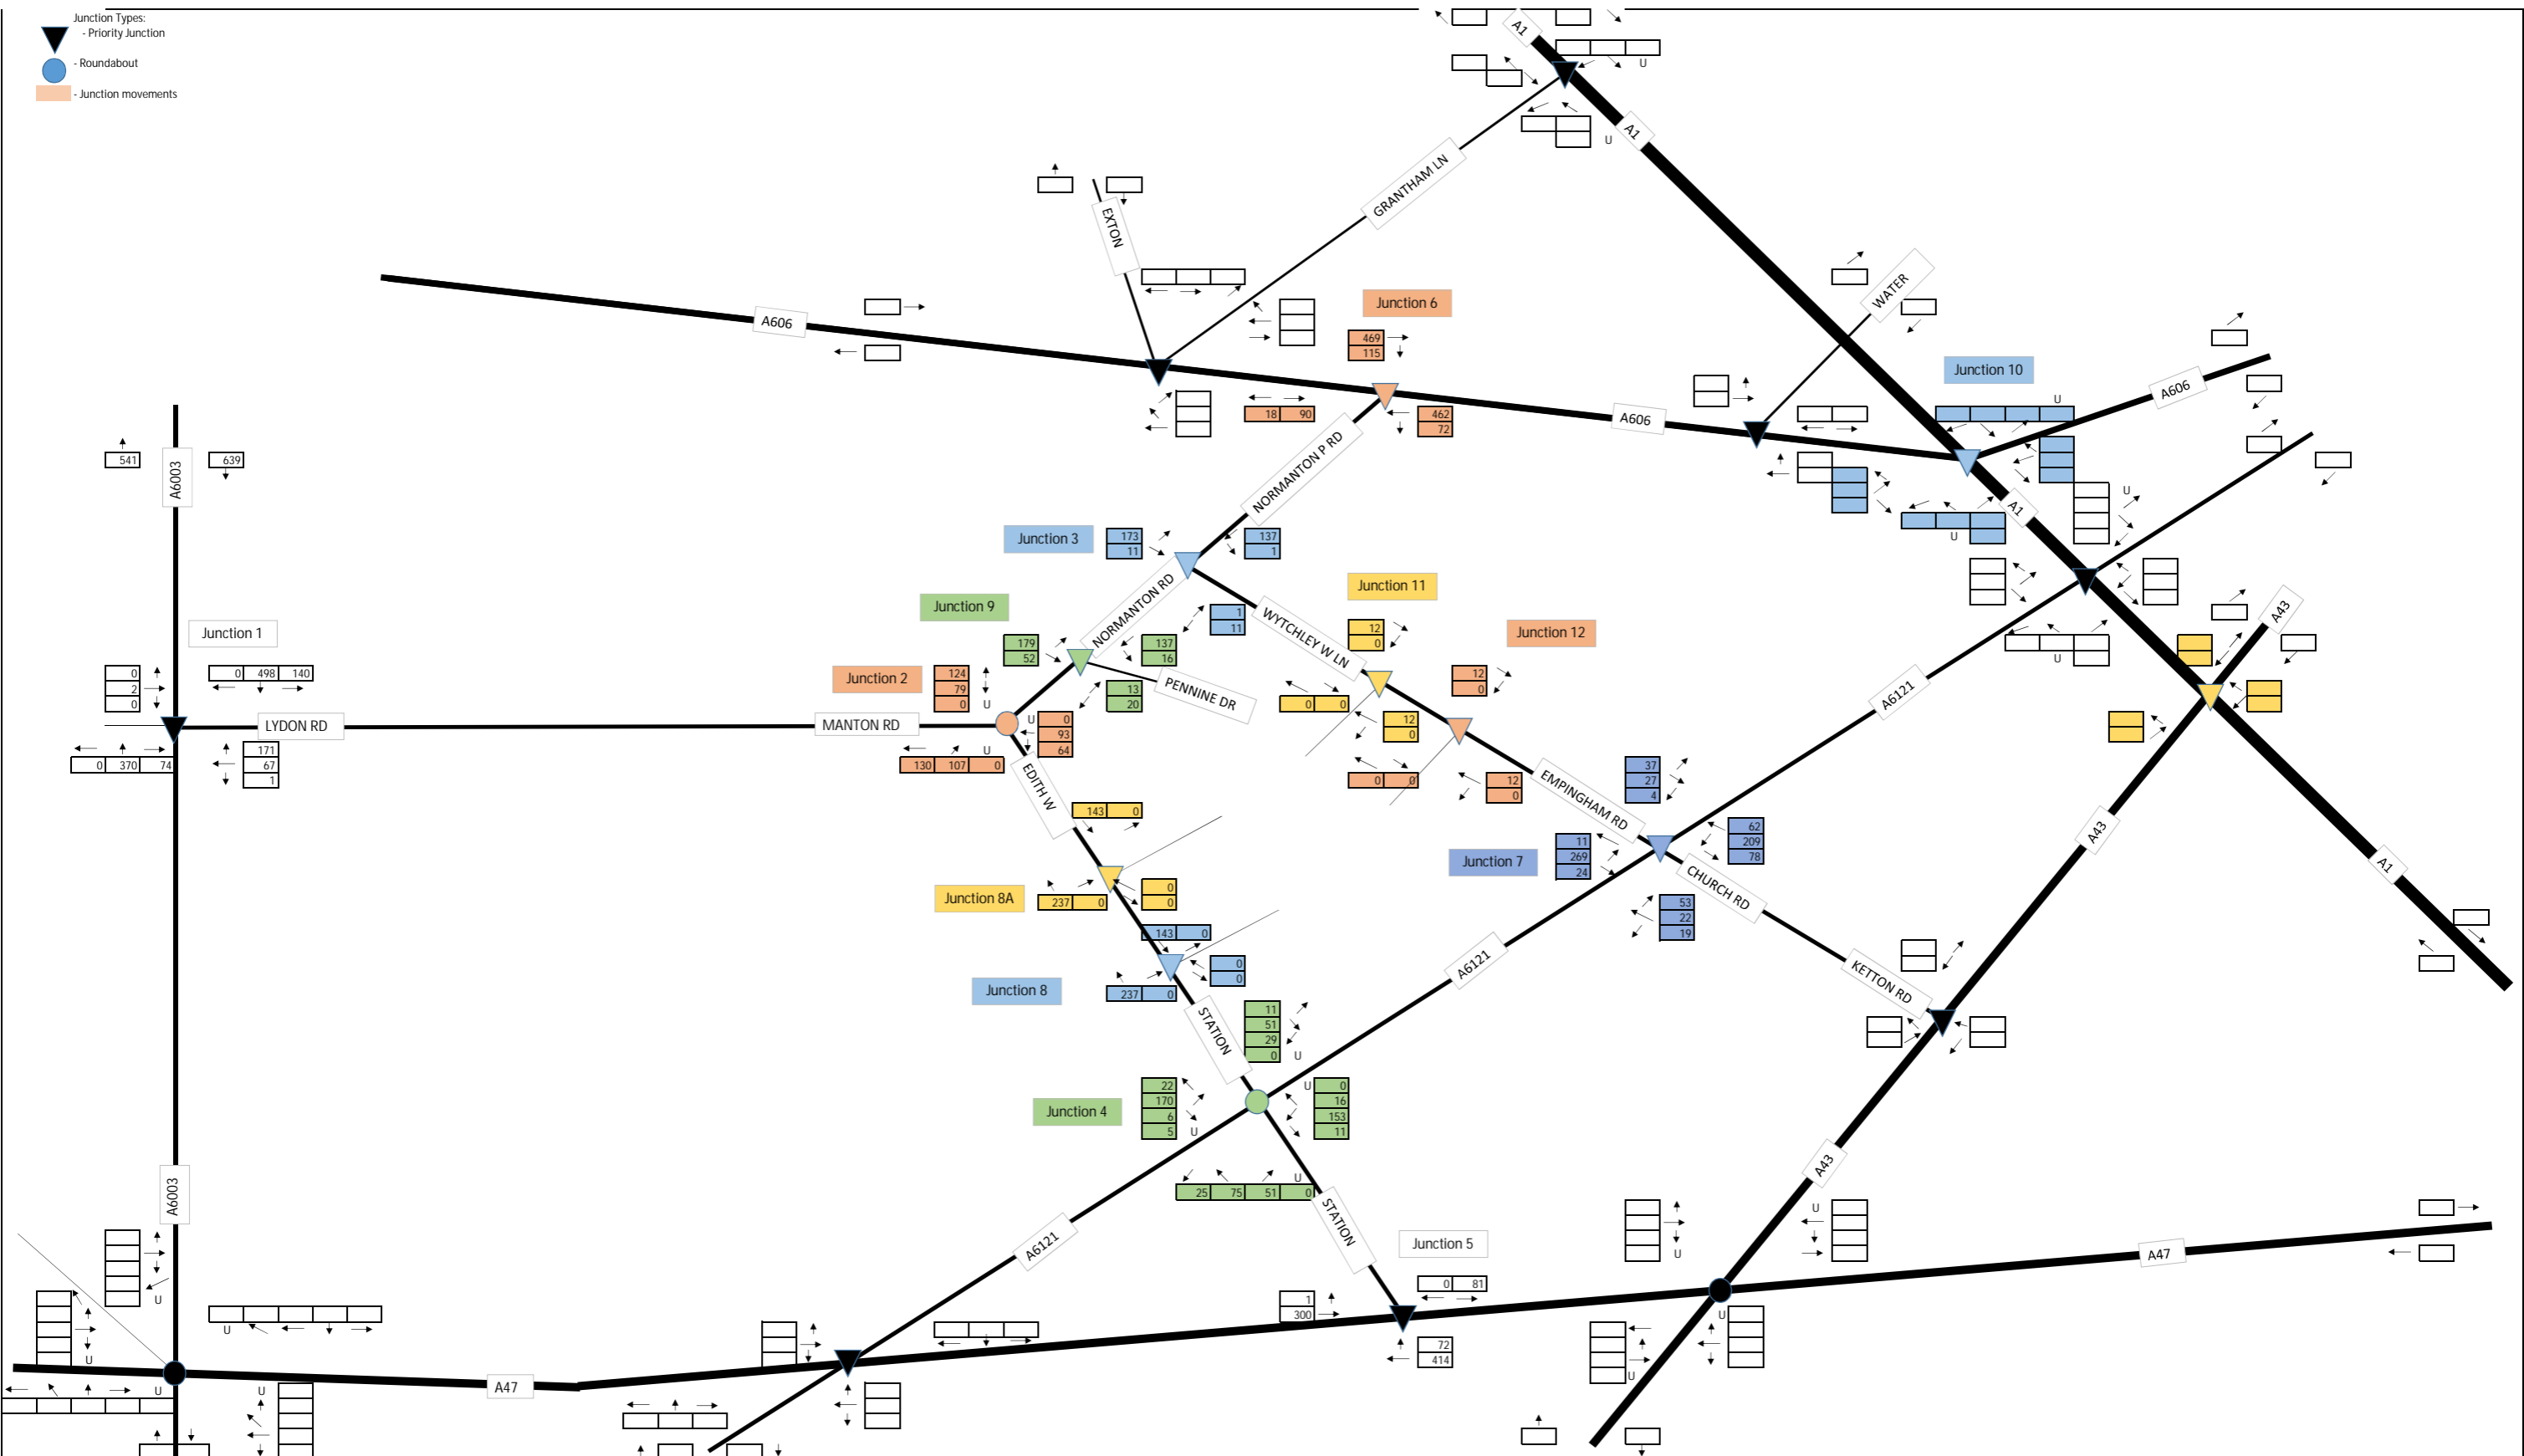 Junction Types:
- Priority Junction
- Roundabout
- Junction movements
A1
U
A1
U
GRANTHAM LN
EXTON
WATER
A606
Junction 6
469
115
18 90
462
72
A606
Junction 10
U
A606
A6003
541
639
NORMANTON P RD
A1
U
U
Junction 3
173
11
137
1
NORMANTON RD
1
11
WYTCHLEY W LN
Junction 11
12
0
0 0
12
0
Junction 12
12
0
0 0
12
0
Junction 9
179
52
137
16
13
20
PENNINE DR
U
A43
A6121
Junction 1
0
2
0
0 498 140
LYDON RD
0 370 74
171
67
1
MANTON RD
Junction 2
124
79
0
U
U
0
93
64
U
130 107 0
EDITH W
143 0
Junction 8A
237 0
0
0
143 0
Junction 8
237 0
0
0
STATION
EMPINGHAM RD
37
27
4
Junction 7
11
269
24
62
209
78
53
22
19
CHURCH RD
A6121
KETTON RD
A43
A1
11
51
29
0
U
Junction 4
22
170
6
5
U
U
0
16
153
11
U
25 75 51 0
STATION
A6121
A43
A6003
U
U
U
U
U
A47
Junction 5
0 81
1
300
72
414
U
U
U
U
A47